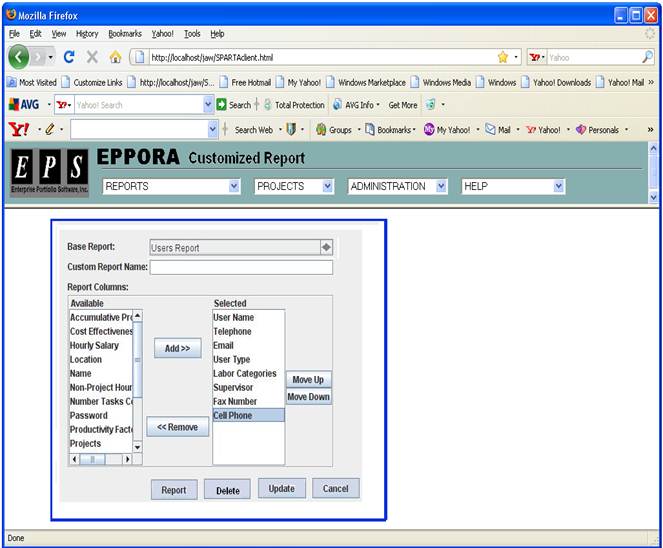 Mozilla Firefox
File Edit View History Bookmarks Yahoo! Tools Help
http://localhost/jaw/SPARTAclient.html
Yahoo
Most Visited Customize Links http://localhost/jaw/S... Free Hotmail My Yahoo! Windows Marketplace Windows Media Windows Yahoo! Downloads Yahoo! Mail »
AVG Y! Yahoo! Search Search Total Protection AVG Info Get More
Y! Search Web Groups Bookmarks My Yahoo! Mail Yahoo! Personals »
EPS
Enterprise Portfolio Software, Inc.
EPPORA Customized Report
REPORTS PROJECTS ADMINISTRATION HELP
Base Report: Users Report
Custom Report Name:
Report Columns:
Available
Accumulative Pro
Cost Effectivenes
Hourly Salary
Location
Name
Non-Project Hour
Number Tasks Co
Password
Productivity Facto
Projects
Add >>
<< Remove
Selected
User Name
Telephone
Email
User Type
Labor Categories
Supervisor
Fax Number
Cell Phone
Move Up
Move Down
Report Delete Update Cancel
Done